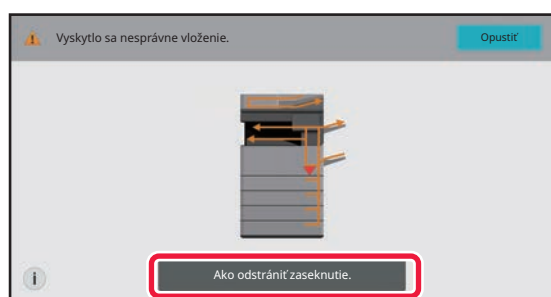 Vyskytlo sa nesprávne vloženie.
Opustiť
Ako odstrániť zaseknutie.
i